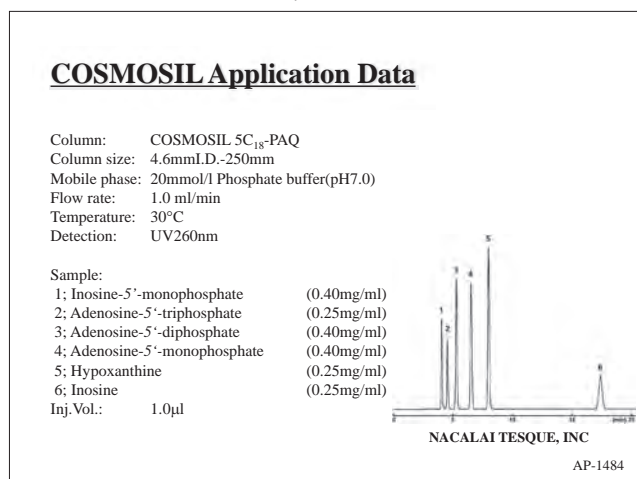 COSMOSIL Application Data
Column: COSMOSIL 5C₁₈-PAQ
Column size: 4.6mmI.D.-250mm
Mobile phase: 20mmol/l Phosphate buffer(pH7.0)
Flow rate: 1.0 ml/min
Temperature: 30°C
Detection: UV260nm
Sample:
1; Inosine-5’-monophosphate (0.40mg/ml)
2; Adenosine-5‘-triphosphate (0.25mg/ml)
3; Adenosine-5‘-diphosphate (0.40mg/ml)
4; Adenosine-5‘-monophosphate (0.40mg/ml)
5; Hypoxanthine (0.25mg/ml)
6; Inosine (0.25mg/ml)
Inj.Vol.: 1.0µl
1
2
3
4
5
6
NACALAI TESQUE, INC
AP-1484